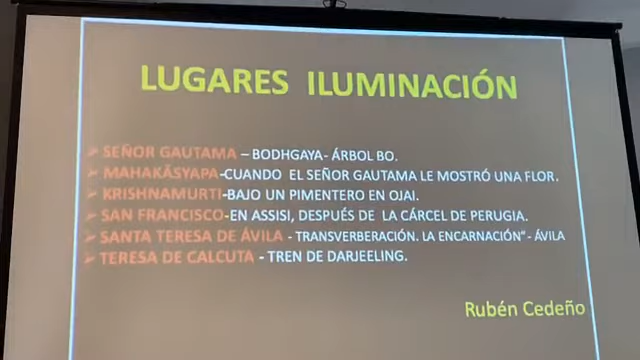 LUGARES ILUMINACIÓN
➢ SEÑOR GAUTAMA – BODHGAYA- ÁRBOL BO.
➢ MAHAKĀSYAPA-CUANDO EL SEÑOR GAUTAMA LE MOSTRÓ UNA FLOR.
➢ KRISHNAMURTI-BAJO UN PIMENTERO EN OJAI.
➢ SAN FRANCISCO-EN ASSISI, DESPUÉS DE LA CÁRCEL DE PERUGIA.
➢ SANTA TERESA DE ÁVILA - TRANSVERBERACIÓN. LA ENCARNACIÓN" - ÁVILA
➢ TERESA DE CALCUTA - TREN DE DARJEELING.
Rubén Cedeño